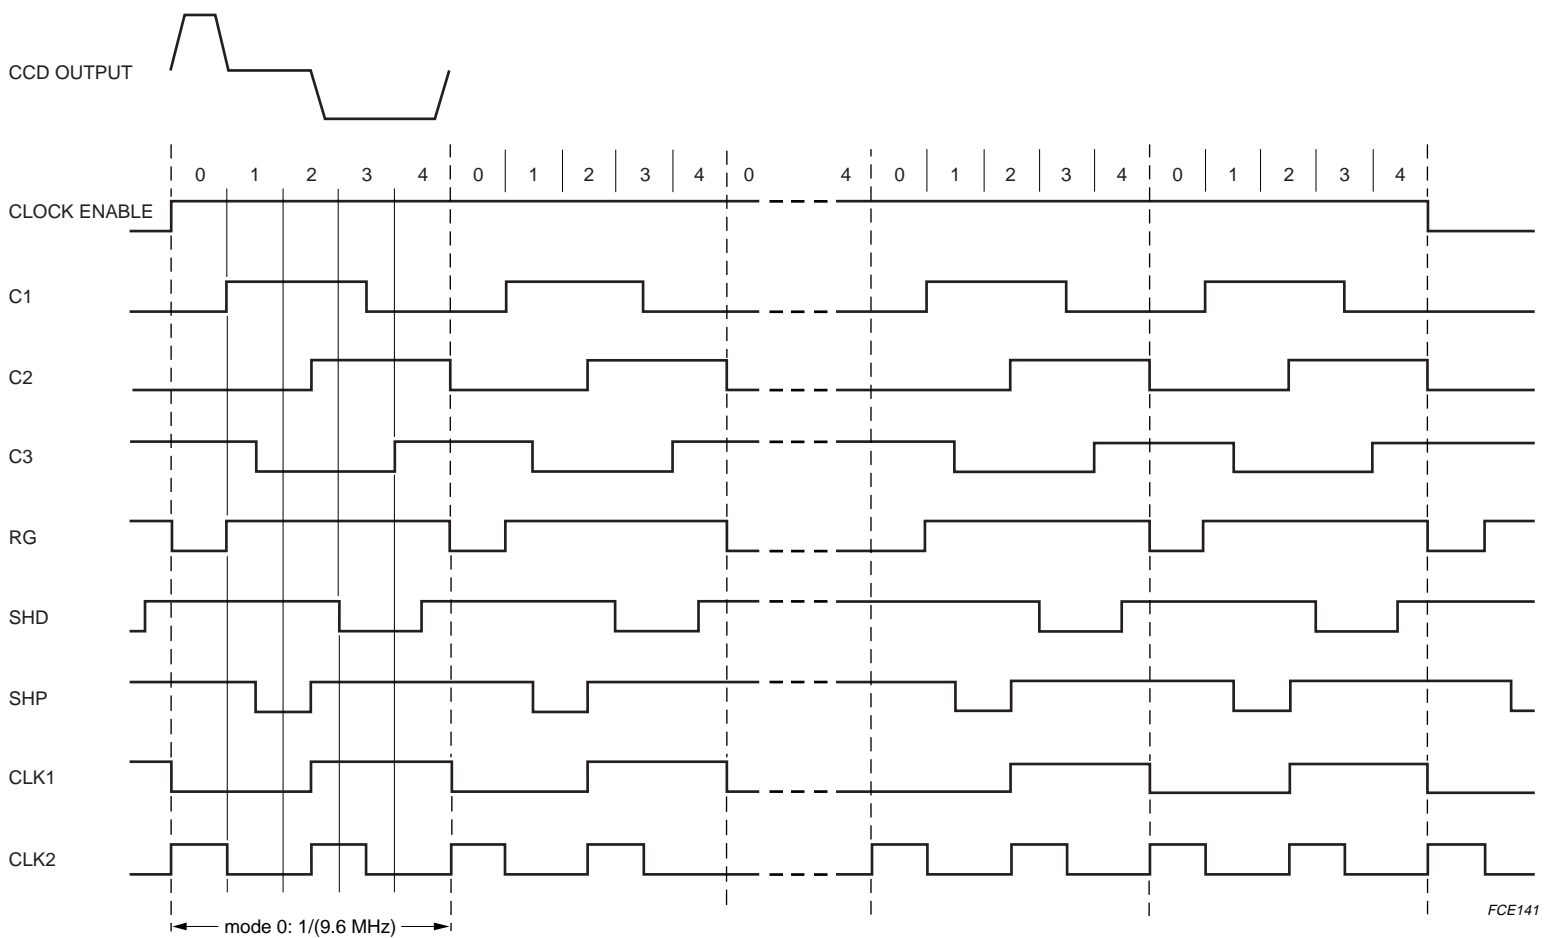 CCD OUTPUT
0 1 2 3 4 0 1 2 3 4 0 4 0 1 2 3 4 0 1 2 3 4
CLOCK ENABLE
C1
C2
C3
RG
SHD
SHP
CLK1
CLK2
FCE141
mode 0: 1/(9.6 MHz)